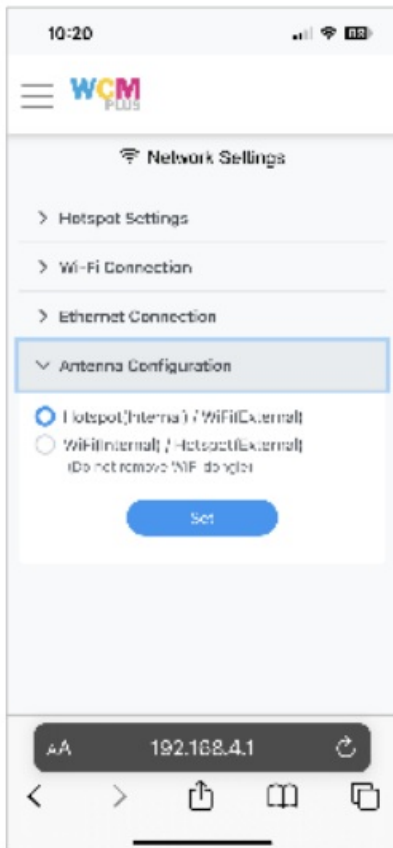 10:20
WCM
PLUS
Network Settings
Hotspot Settings
Wi-Fi Connection
Ethernet Connection
Antenna Configuration
Hotspot(Internal) / WiFi(External)
WiFi(Internal) / Hotspot(External)
(Do not remove WiFi dongle)
Set
AA 192.168.4.1